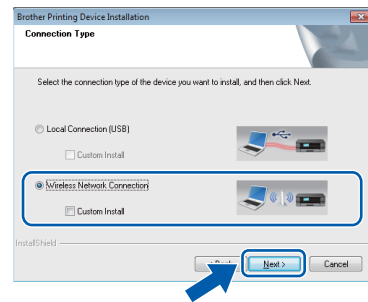 Brother Printing Device Installation
Connection Type
Select the connection type of the device you want to install, and then click Next.
Local Connection (USB)
Custom Install
Wireless Network Connection
Custom Install
InstallShield
Next >
Cancel